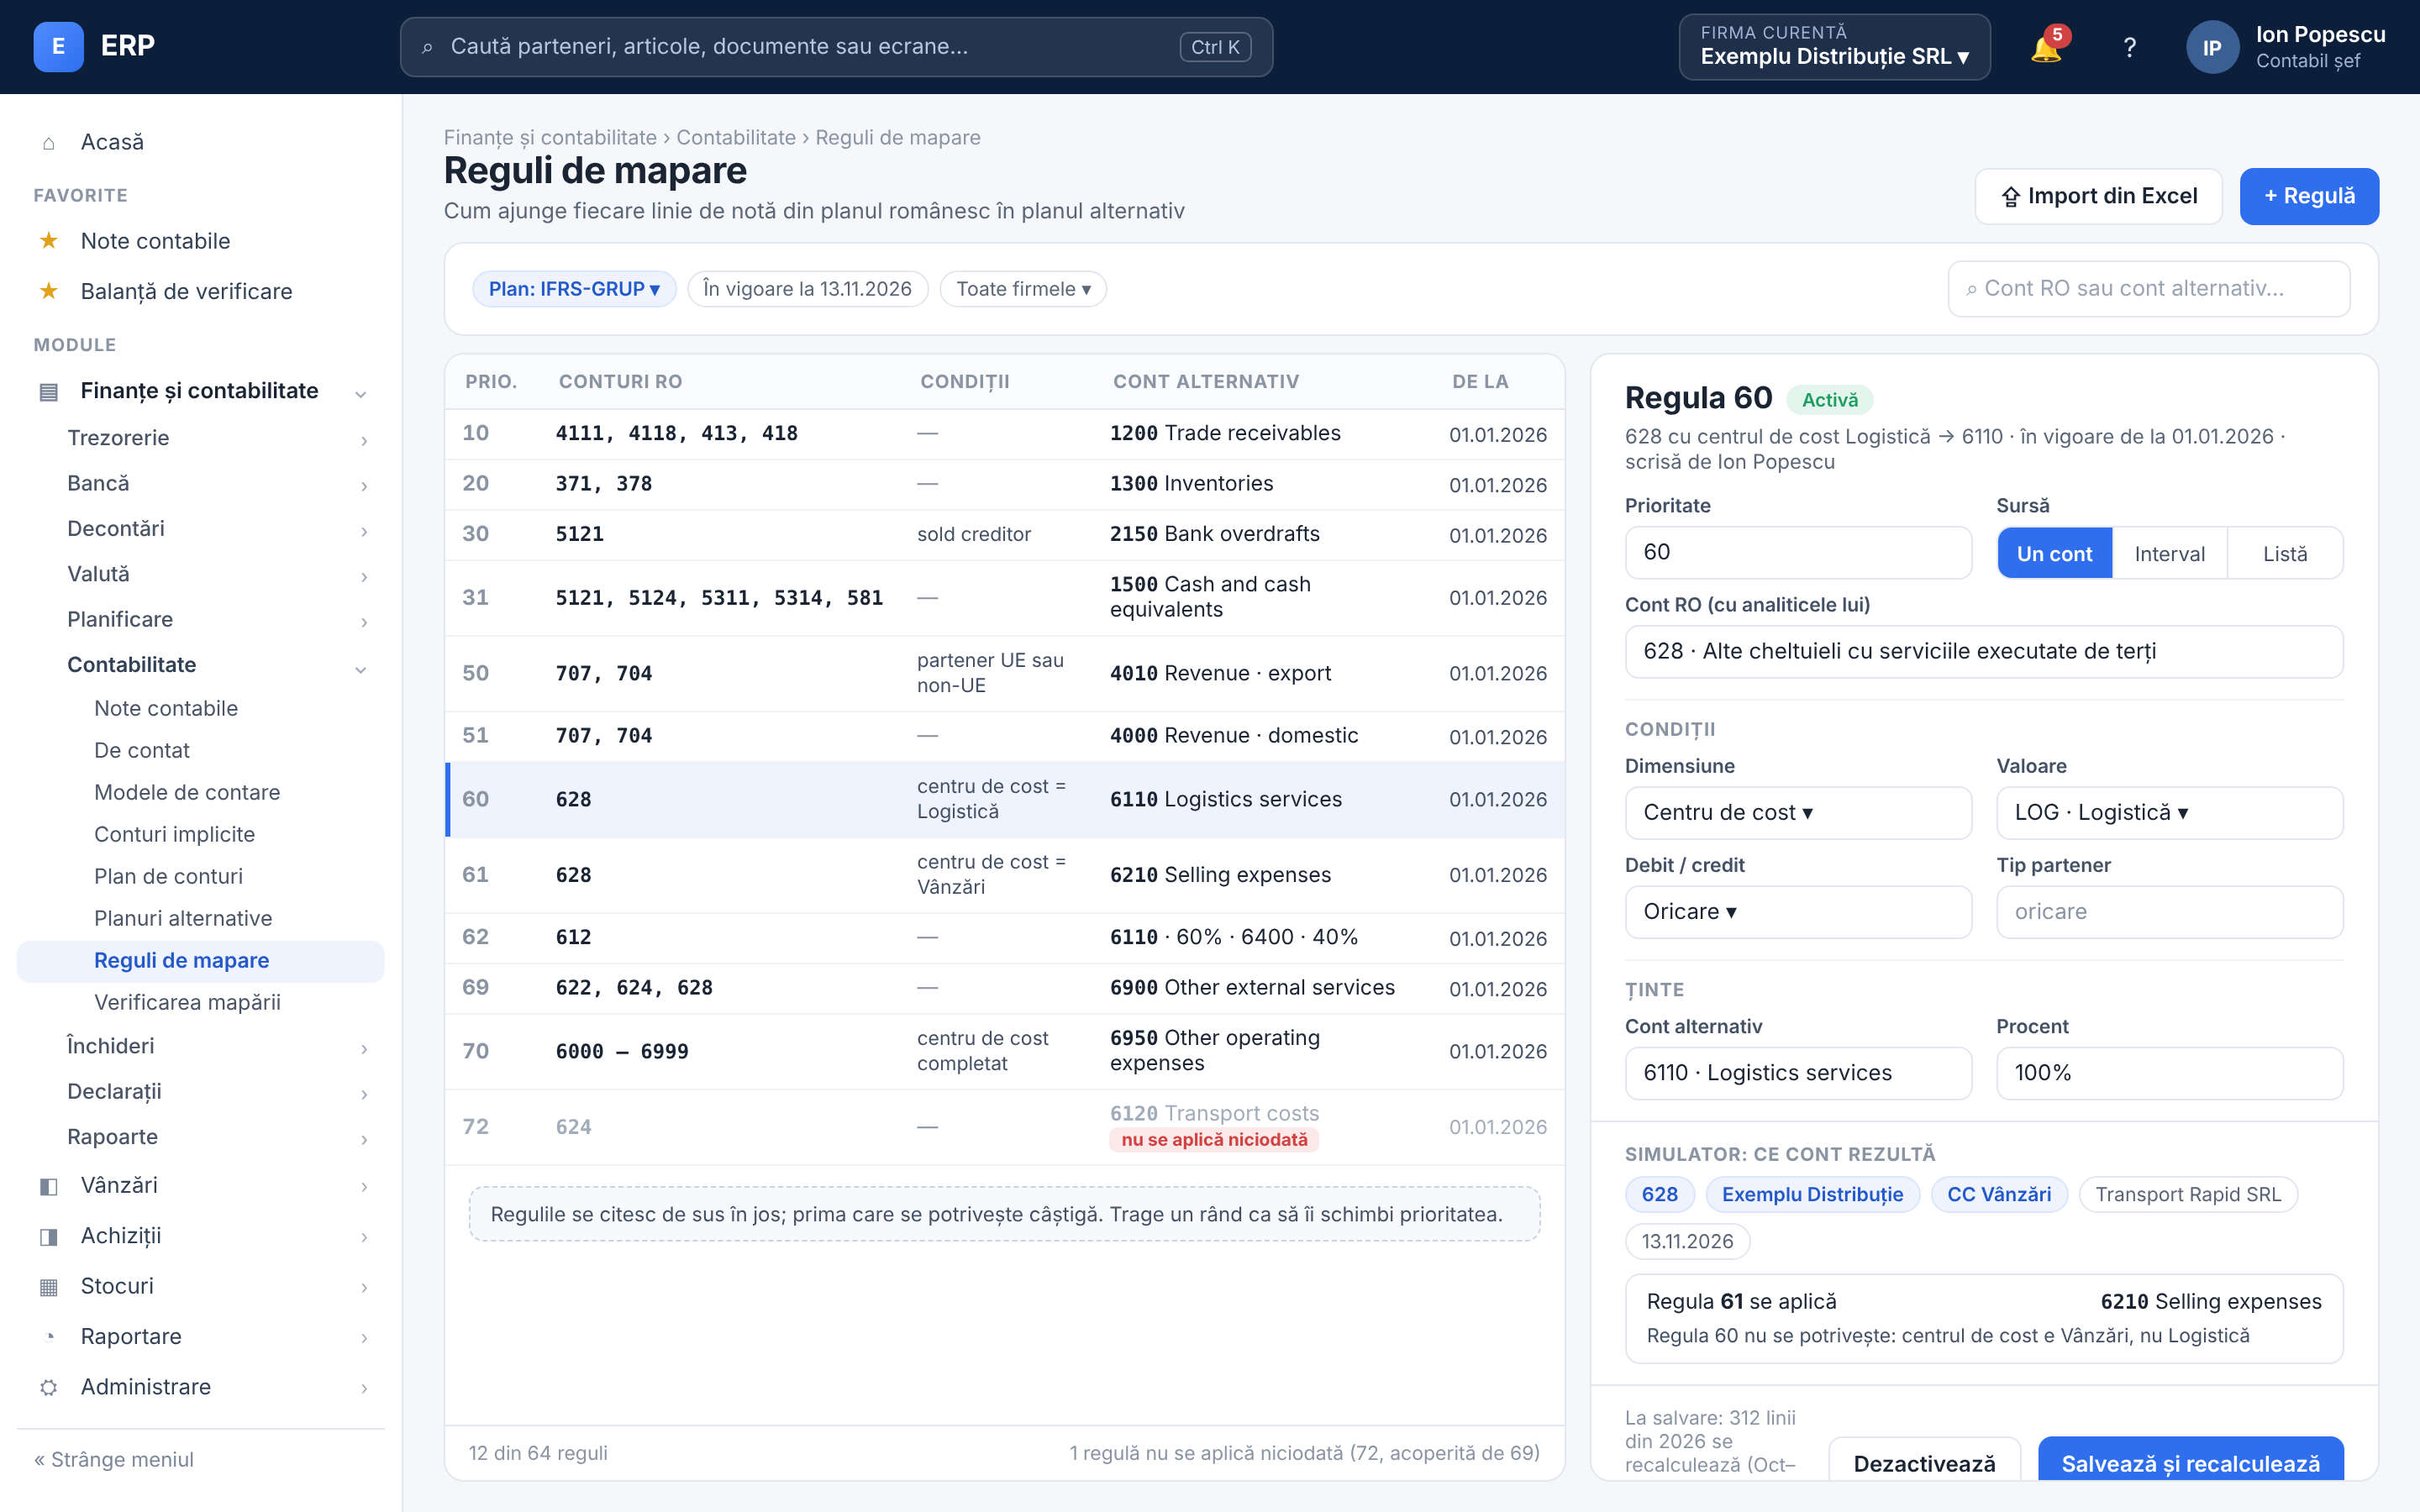 E ERP
Caută parteneri, articole, documente sau ecrane... Ctrl K
FIRMA CURENTĂ
Exemplu Distribuție SRL ▾
5
?
IP
Ion Popescu
Contabil șef
Acasă
FAVORITE
★ Note contabile
★ Balanță de verificare
MODULE
Finanțe și contabilitate
Trezorerie ›
Bancă ›
Decontări ›
Valută ›
Planificare ›
Contabilitate
Note contabile
De contat
Modele de contare
Conturi implicite
Plan de conturi
Planuri alternative
Reguli de mapare
Verificarea mapării
Închideri ›
Declarații ›
Rapoarte ›
Vânzări ›
Achiziții ›
Stocuri ›
Raportare ›
Administrare ›
« Strânge meniul
Finanțe și contabilitate › Contabilitate › Reguli de mapare
Reguli de mapare
Cum ajunge fiecare linie de notă din planul românesc în planul alternativ
Import din Excel
+ Regulă
Plan: IFRS-GRUP ▾ În vigoare la 13.11.2026 Toate firmele ▾
Cont RO sau cont alternativ...
PRIO. CONTURI RO CONDIȚII CONT ALTERNATIV DE LA
10 4111, 4118, 413, 418 — 1200 Trade receivables 01.01.2026
20 371, 378 — 1300 Inventories 01.01.2026
30 5121 sold creditor 2150 Bank overdrafts 01.01.2026
31 5121, 5124, 5311, 5314, 581 — 1500 Cash and cash equivalents 01.01.2026
50 707, 704 partener UE sau non-UE 4010 Revenue · export 01.01.2026
51 707, 704 — 4000 Revenue · domestic 01.01.2026
60 628 centru de cost = Logistică 6110 Logistics services 01.01.2026
61 628 centru de cost = Vânzări 6210 Selling expenses 01.01.2026
62 612 — 6110 · 60% · 6400 · 40% 01.01.2026
69 622, 624, 628 — 6900 Other external services 01.01.2026
70 6000 – 6999 centru de cost completat 6950 Other operating expenses 01.01.2026
72 624 — 6120 Transport costs nu se aplică niciodată 01.01.2026
Regulile se citesc de sus în jos; prima care se potrivește câștigă. Trage un rând ca să îi schimbi prioritatea.
12 din 64 reguli
1 regulă nu se aplică niciodată (72, acoperită de 69)
Regula 60 Activă
628 cu centrul de cost Logistică → 6110 · în vigoare de la 01.01.2026 ·
scrisă de Ion Popescu
Prioritate Sursă
60 Un cont Interval Listă
Cont RO (cu analiticele lui)
628 · Alte cheltuieli cu serviciile executate de terți
CONDIȚII
Dimensiune Valoare
Centru de cost ▾ LOG · Logistică ▾
Debit / credit Tip partener
Oricare ▾ oricare
ȚINTE
Cont alternativ Procent
6110 · Logistics services 100%
SIMULATOR: CE CONT REZULTĂ
628 Exemplu Distribuție CC Vânzări Transport Rapid SRL
13.11.2026
Regula 61 se aplică 6210 Selling expenses
Regula 60 nu se potrivește: centrul de cost e Vânzări, nu Logistică
La salvare: 312 linii
din 2026 se
recalculează (Oct–
Dezactivează
Salvează și recalculează